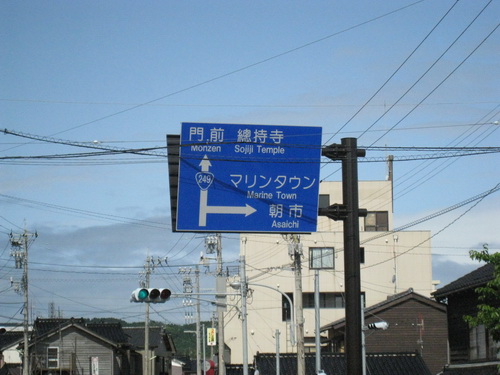 門前 總持寺
Monzen Sojiji Temple
249
マリンタウン
Marine Town
朝市
Asaichi